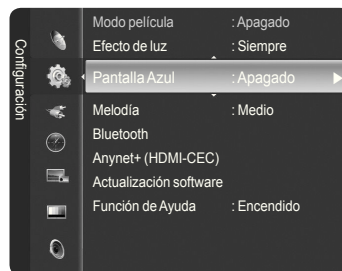 Configuración
Modo película : Apagado
Efecto de luz : Siempre
Pantalla Azul : Apagado
Melodía : Medio
Bluetooth
Anynet+ (HDMI-CEC)
Actualización software
Función de Ayuda : Encendido